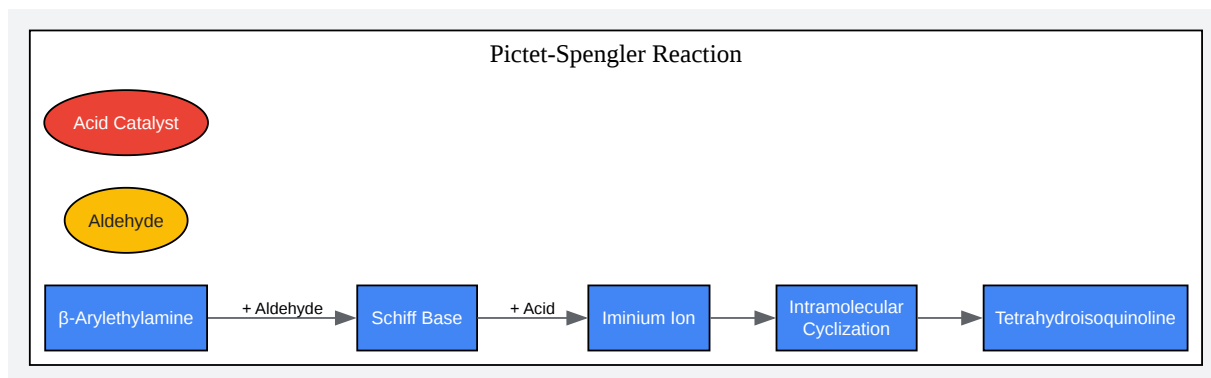 Pictet-Spengler Reaction
Acid Catalyst
Aldehyde
β-Arylethylamine
+ Aldehyde
Schiff Base
+ Acid
Iminium Ion
Intramolecular
Cyclization
Tetrahydroisoquinoline